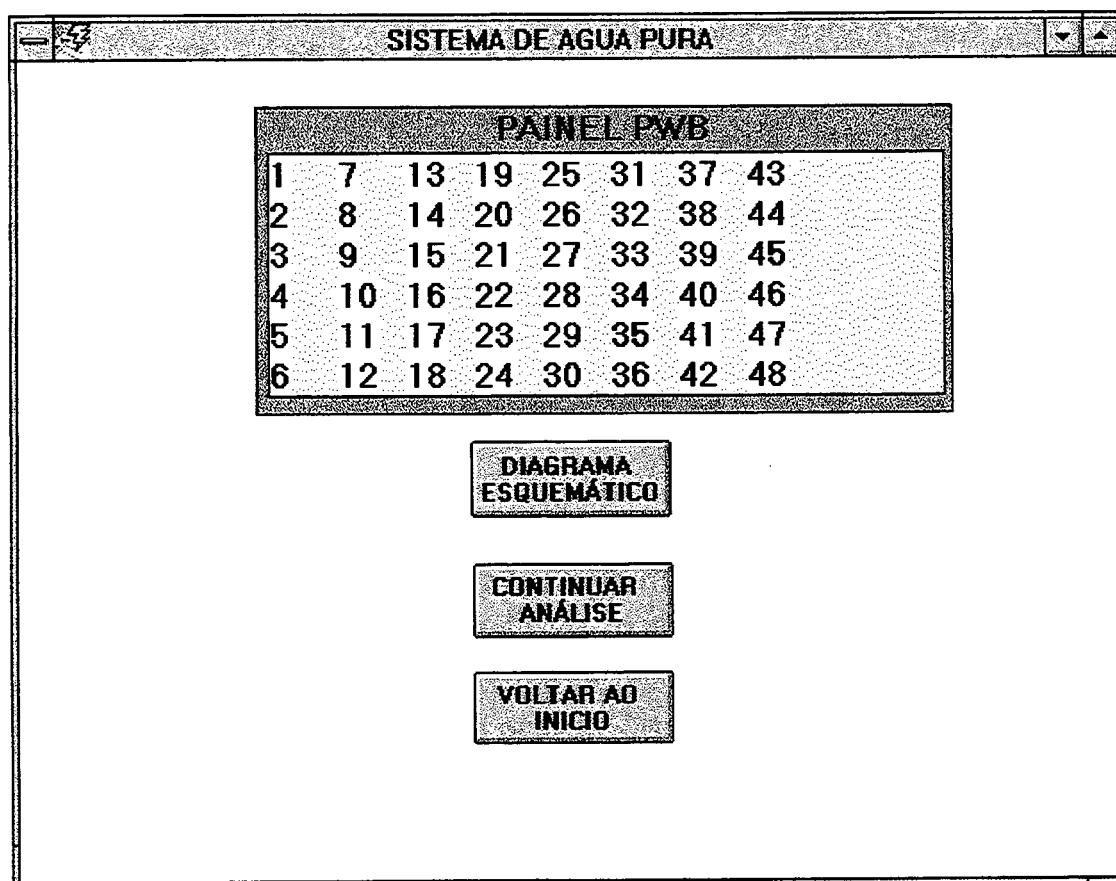 SISTEMA DE AGUA PURA
PAINEL PWB
1 7 13 19 25 31 37 43
2 8 14 20 26 32 38 44
3 9 15 21 27 33 39 45
4 10 16 22 28 34 40 46
5 11 17 23 29 35 41 47
6 12 18 24 30 36 42 48
DIAGRAMA
ESQUEMÁTICO
CONTINUAR
ANÁLISE
VOLTAR AO
INICIO